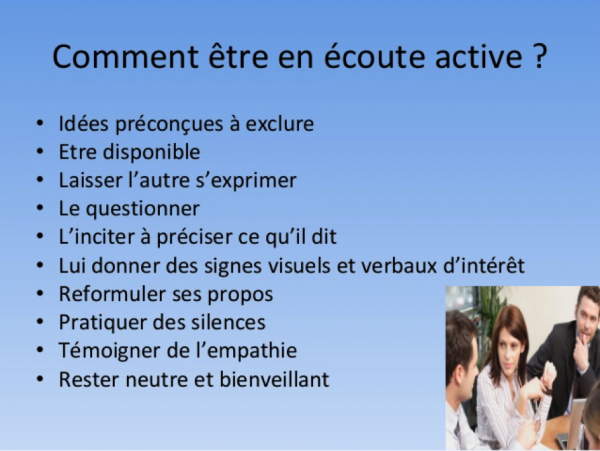 Comment être en écoute active ?
• Idées préconçues à exclure
• Etre disponible
• Laisser l’autre s’exprimer
• Le questionner
• L’inciter à préciser ce qu’il dit
• Lui donner des signes visuels et verbaux d’intérêt
• Reformuler ses propos
• Pratiquer des silences
• Témoigner de l’empathie
• Rester neutre et bienveillant